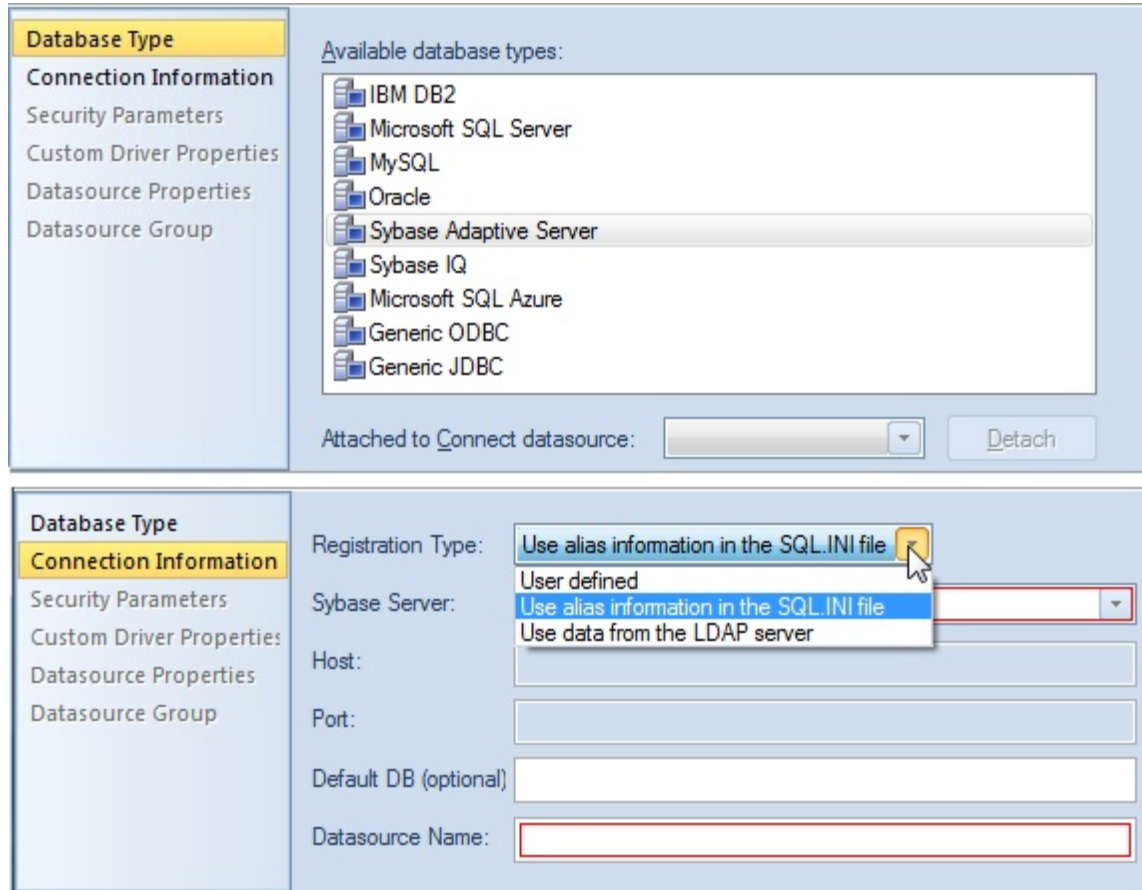 Database Type
Connection Information
Security Parameters
Custom Driver Properties
Datasource Properties
Datasource Group
Available database types:
IBM DB2
Microsoft SQL Server
MySQL
Oracle
Sybase Adaptive Server
Sybase IQ
Microsoft SQL Azure
Generic ODBC
Generic JDBC
Attached to Connect datasource:
Detach
Database Type
Connection Information
Security Parameters
Custom Driver Properties
Datasource Properties
Datasource Group
Registration Type: Use alias information in the SQL.INI file
User defined
Use alias information in the SQL.INI file
Use data from the LDAP server
Sybase Server:
Host:
Port:
Default DB (optional)
Datasource Name: